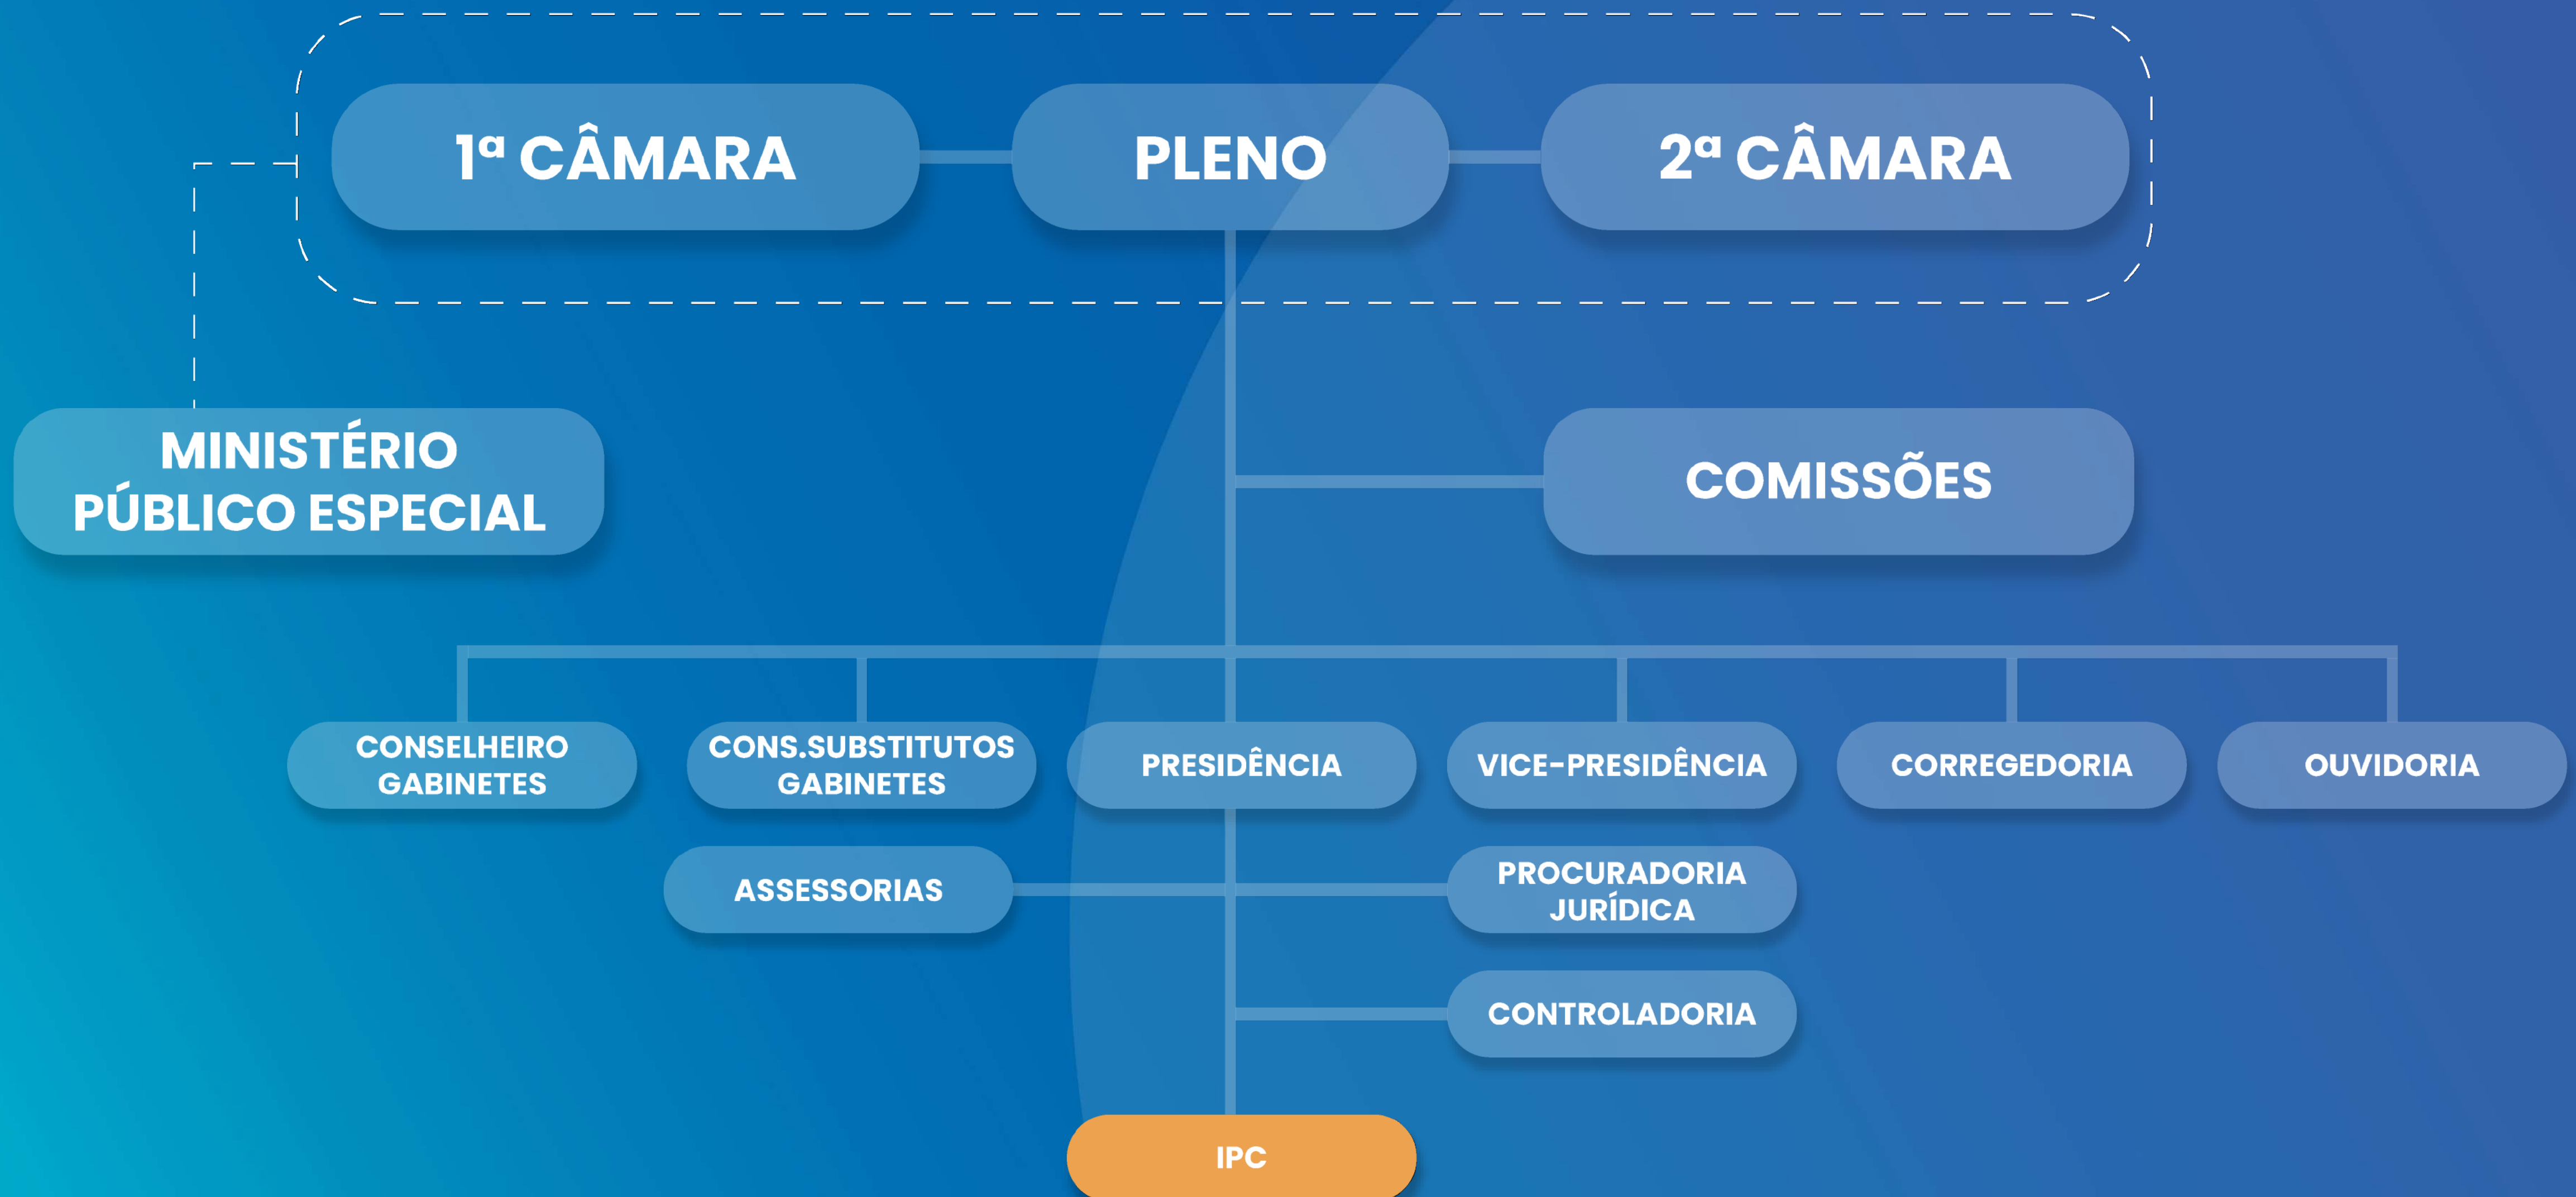 1ª CÂMARA
PLENO
2ª CÂMARA
MINISTÉRIO
PÚBLICO ESPECIAL
COMISSÕES
CONSELHEIRO
GABINETES
CONS.SUBSTITUTOS
GABINETES
PRESIDÊNCIA
VICE-PRESIDÊNCIA
CORREGEDORIA
OUVIDORIA
ASSESSORIAS
PROCURADORIA
JURÍDICA
CONTROLADORIA
IPC